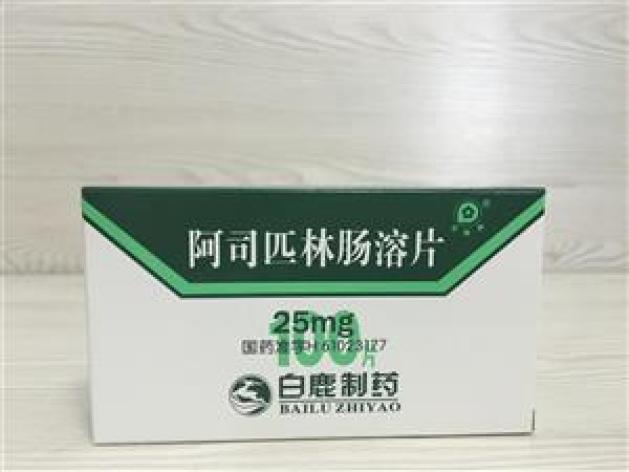 阿司匹林肠溶片
25mg
100片
国药准字H61023127
白鹿制药
BAILU ZHIYAO